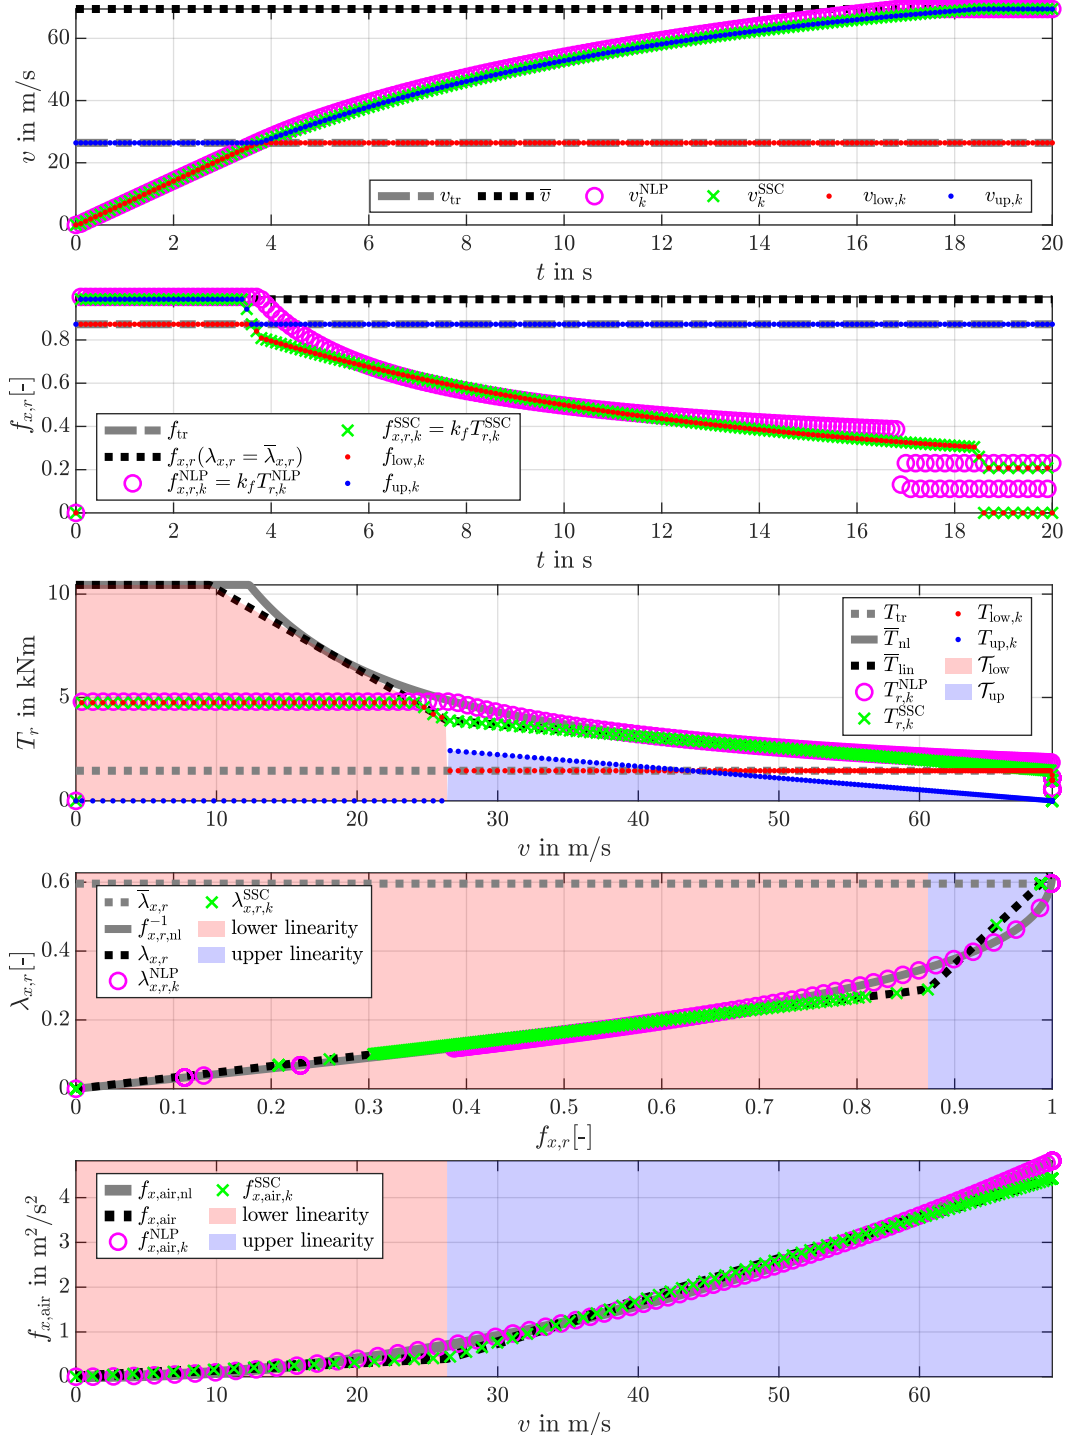 60
40
20
0
v in m/s
v_tr v̄ v_k^NLP v_k^SSC v_low,k v_up,k
0 2 4 6 8 10 12 14 16 18 20
t in s
0.8
0.6
0.4
0.2
0
f_x,r[-]
f_tr
f_x,r(λ_x,r = λ̄_x,r)
f_x,r,k^NLP = k_f T_r,k^NLP
f_x,r,k^SSC = k_f T_r,k^SSC
f_low,k
f_up,k
0 2 4 6 8 10 12 14 16 18 20
t in s
10
5
0
T_r in kNm
T_tr
T̄_nl
T̄_lin
T_r,k^NLP
T_r,k^SSC
T_low,k
T_up,k
𝒯_low
𝒯_up
0 10 20 30 40 50 60
v in m/s
0.6
0.4
0.2
0
λ_x,r[-]
λ̄_x,r
f_x,r,nl^-1
λ_x,r
λ_x,r,k^NLP
λ_x,r,k^SSC
lower linearity
upper linearity
0 0.1 0.2 0.3 0.4 0.5 0.6 0.7 0.8 0.9 1
f_x,r[-]
4
3
2
1
0
f_x,air in m²/s²
f_x,air,nl
f_x,air
f_x,air,k^NLP
f_x,air,k^SSC
lower linearity
upper linearity
0 10 20 30 40 50 60
v in m/s